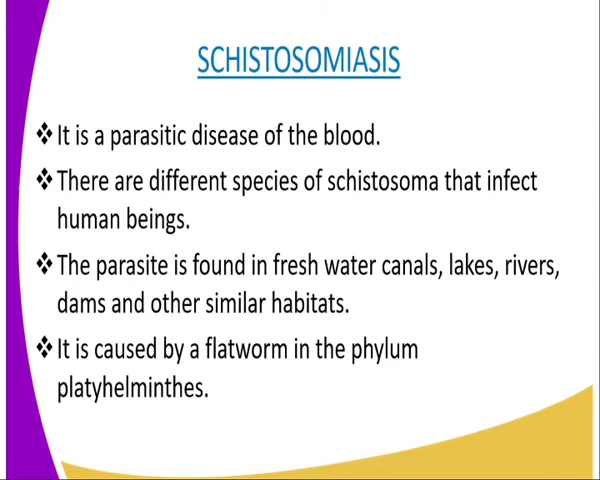 SCHISTOSOMIASIS
❖It is a parasitic disease of the blood.
❖There are different species of schistosoma that infect
human beings.
❖The parasite is found in fresh water canals, lakes, rivers,
dams and other similar habitats.
❖It is caused by a flatworm in the phylum
platyhelminthes.